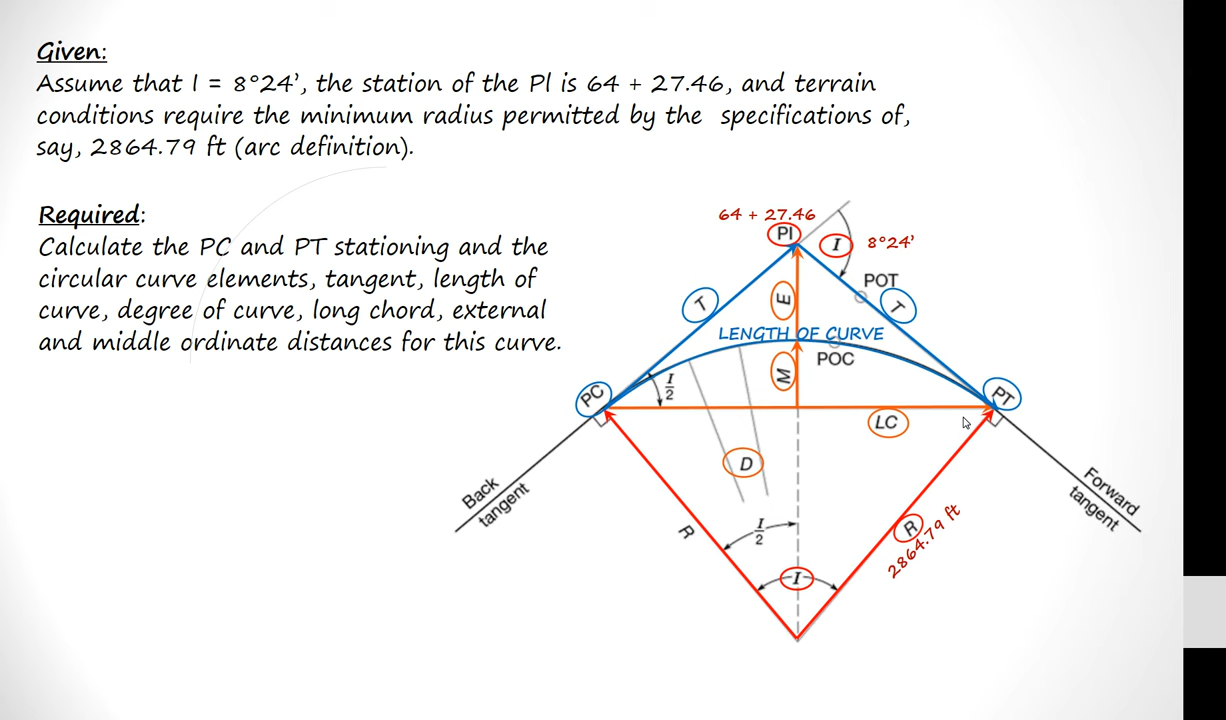 Given:
Assume that I = 8°24', the station of the PI is 64 + 27.46, and terrain
conditions require the minimum radius permitted by the specifications of,
say, 2864.79 ft (arc definition).
Required:
Calculate the PC and PT stationing and the
circular curve elements, tangent, length of
curve, degree of curve, long chord, external
and middle ordinate distances for this curve.
64 + 27.46
PI
I
8°24'
POT
T
E
T
LENGTH OF CURVE
POC
M
I
2
PC
PT
LC
D
Back
tangent
Forward
tangent
R
I
2
R
2864.79 ft
I